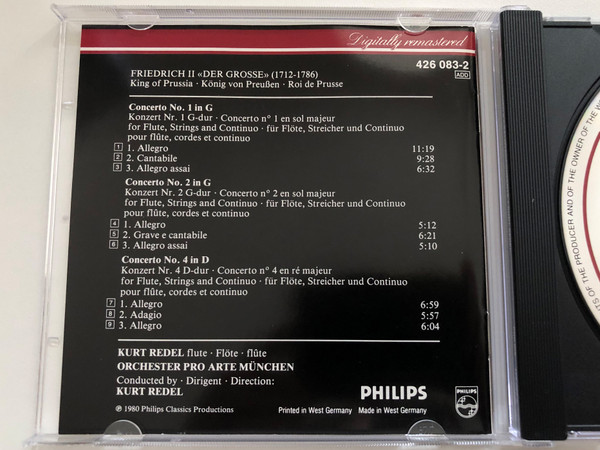 Digitally remastered
426 083-2
ADD
FRIEDRICH II «DER GROSSE» (1712-1786)
King of Prussia · König von Preußen · Roi de Prusse
Concerto No. 1 in G
Konzert Nr. 1 G-dur · Concerto n° 1 en sol majeur
for Flute, Strings and Continuo · für Flöte, Streicher und Continuo
pour flûte, cordes et continuo
1 1. Allegro 11:19
2 2. Cantabile 9:28
3 3. Allegro assai 6:32
Concerto No. 2 in G
Konzert Nr. 2 G-dur · Concerto n° 2 en sol majeur
for Flute, Strings and Continuo · für Flöte, Streicher und Continuo
pour flûte, cordes et continuo
4 1. Allegro 5:12
5 2. Grave e cantabile 6:21
6 3. Allegro assai 5:10
Concerto No. 4 in D
Konzert Nr. 4 D-dur · Concerto n° 4 en ré majeur
for Flute, Strings and Continuo · für Flöte, Streicher und Continuo
pour flûte, cordes et continuo
7 1. Allegro 6:59
8 2. Adagio 5:57
9 3. Allegro 6:04
KURT REDEL flute · Flöte · flûte
ORCHESTER PRO ARTE MÜNCHEN
Conducted by · Dirigent · Direction:
KURT REDEL
℗ 1980 Philips Classics Productions
Printed in West Germany Made in West Germany
PHILIPS
PHILIPS
OF THE PRODUCER AND OF THE OWNER OF THE